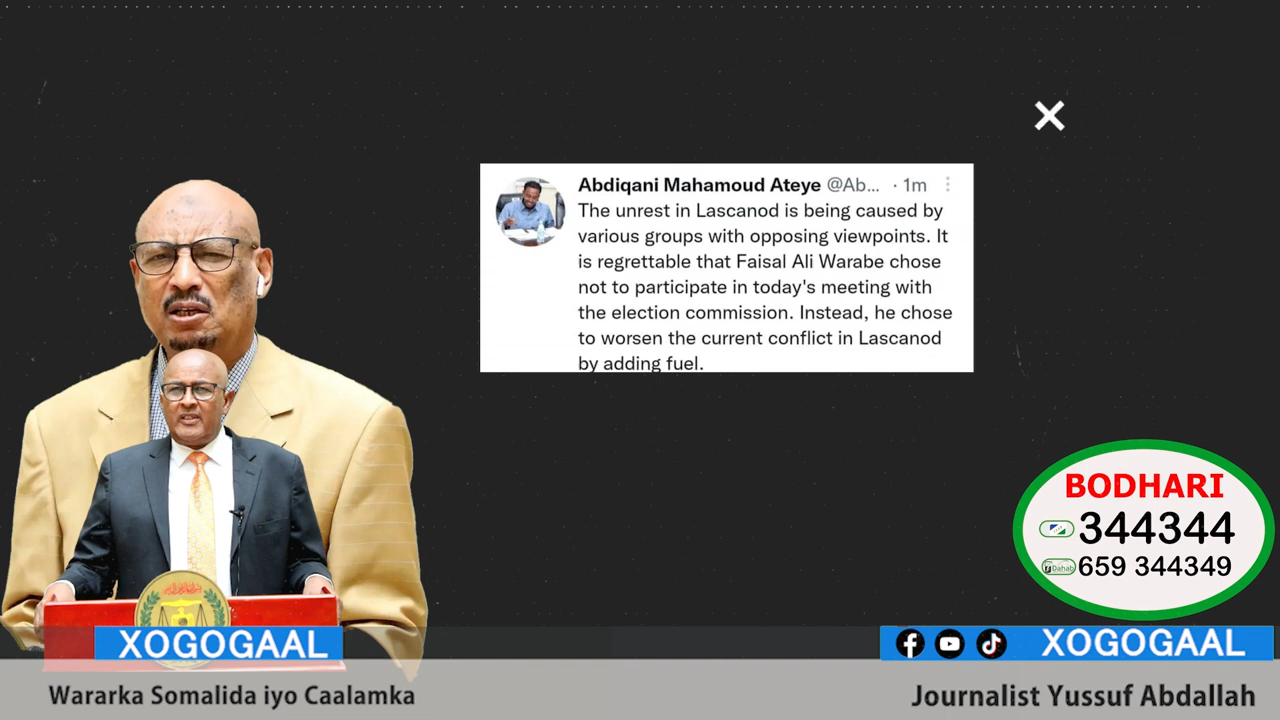 Abdiqani Mahamoud Ateye @Ab... · 1m
The unrest in Lascanod is being caused by
various groups with opposing viewpoints. It
is regrettable that Faisal Ali Warabe chose
not to participate in today's meeting with
the election commission. Instead, he chose
to worsen the current conflict in Lascanod
by adding fuel.
BODHARI
344344
Dahab 659 344349
XOGOGAAL
XOGOGAAL
Wararka Somalida iyo Caalamka
Journalist Yussuf Abdallah